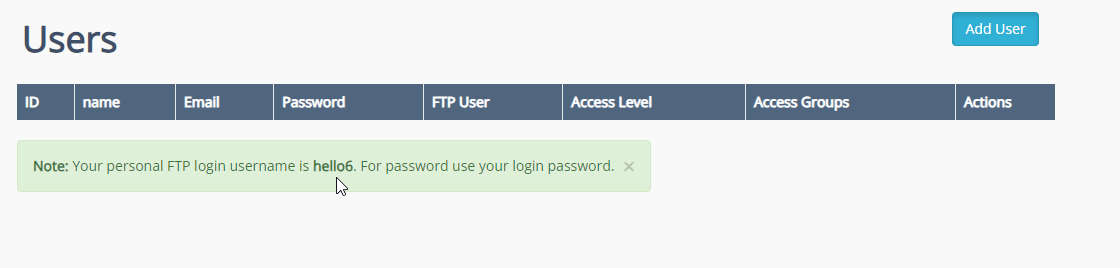 Users
Add User
ID name Email Password FTP User Access Level Access Groups Actions
Note: Your personal FTP login username is hello6. For password use your login password. ×